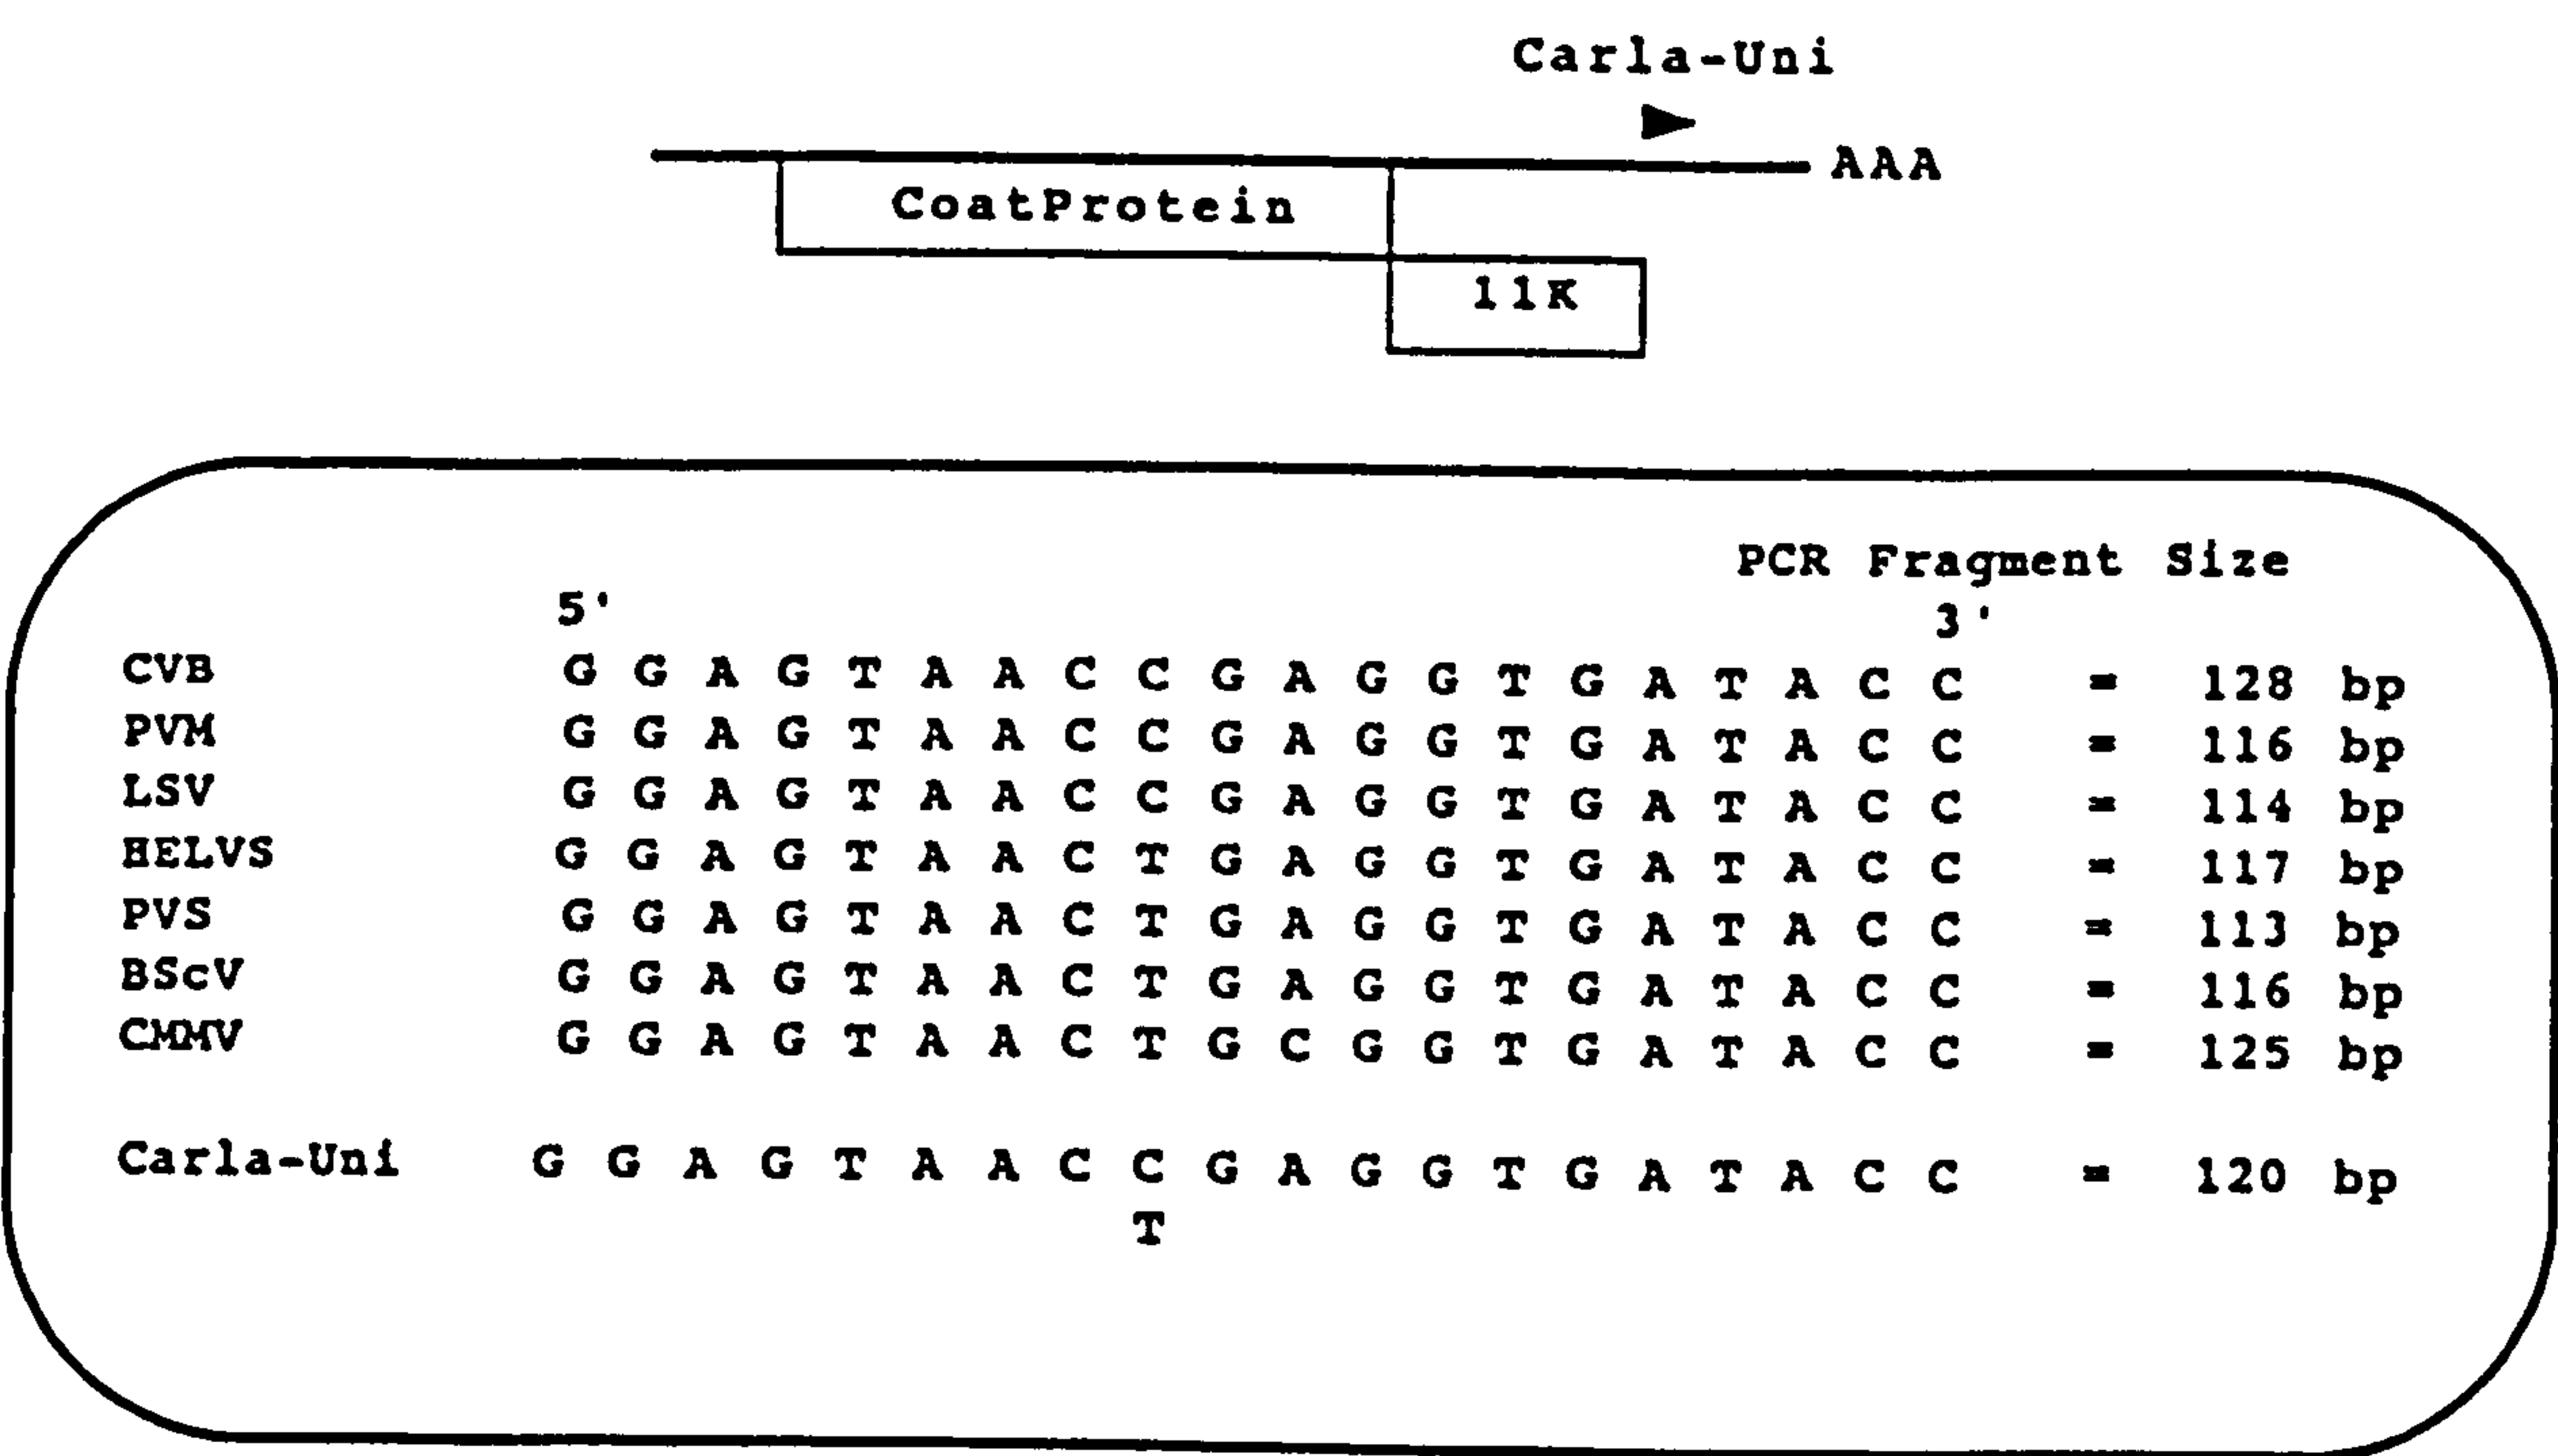 Carla-Uni
AAA
CoatProtein
11K
PCR Fragment Size
5' 3'
CVB G G A G T A A C C G A G G T G A T A C C = 128 bp
PVM G G A G T A A C C G A G G T G A T A C C = 116 bp
LSV G G A G T A A C C G A G G T G A T A C C = 114 bp
HELVS G G A G T A A C T G A G G T G A T A C C = 117 bp
PVS G G A G T A A C T G A G G T G A T A C C = 113 bp
BScV G G A G T A A C T G A G G T G A T A C C = 116 bp
CMMV G G A G T A A C T G C G G T G A T A C C = 125 bp
Carla-Uni G G A G T A A C C G A G G T G A T A C C = 120 bp
T